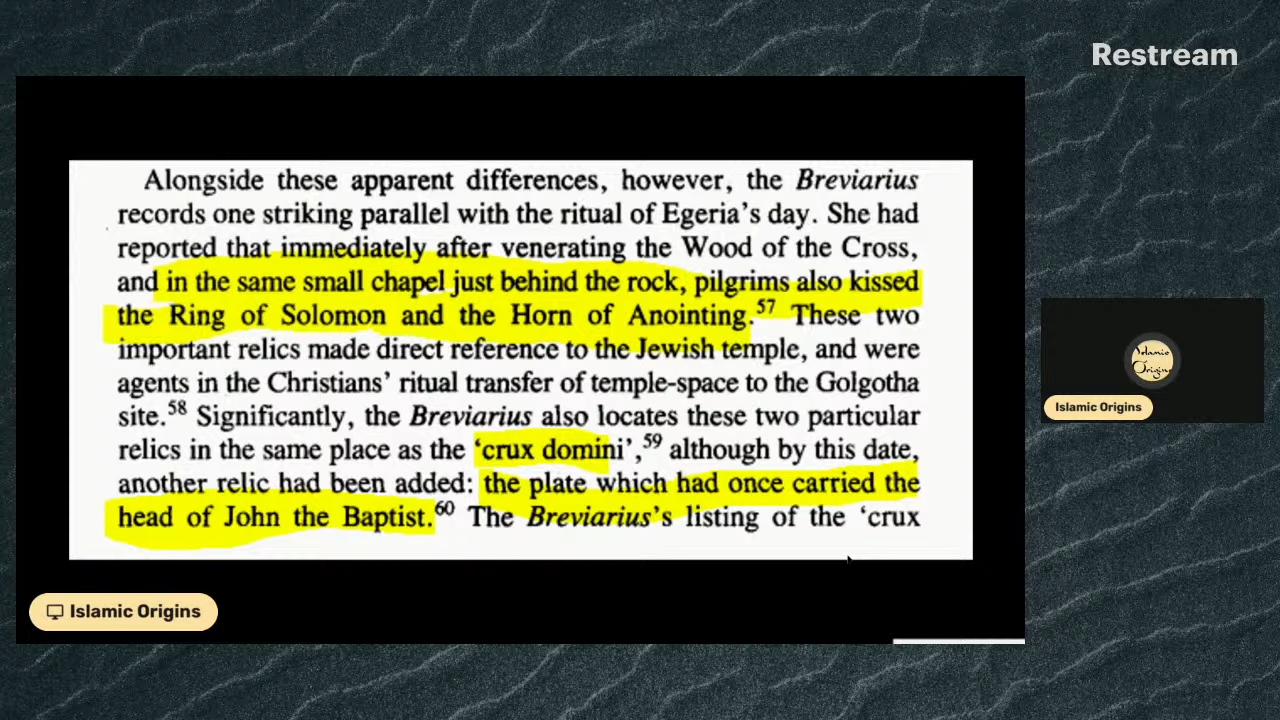 Restream
Alongside these apparent differences, however, the Breviarius
records one striking parallel with the ritual of Egeria's day. She had
reported that immediately after venerating the Wood of the Cross,
and in the same small chapel just behind the rock, pilgrims also kissed
the Ring of Solomon and the Horn of Anointing.57 These two
important relics made direct reference to the Jewish temple, and were
agents in the Christians' ritual transfer of temple-space to the Golgotha
site.58 Significantly, the Breviarius also locates these two particular
relics in the same place as the 'crux domini',59 although by this date,
another relic had been added: the plate which had once carried the
head of John the Baptist.60 The Breviarius's listing of the 'crux
Islamic Origins
Islamic
Origins
Islamic Origins